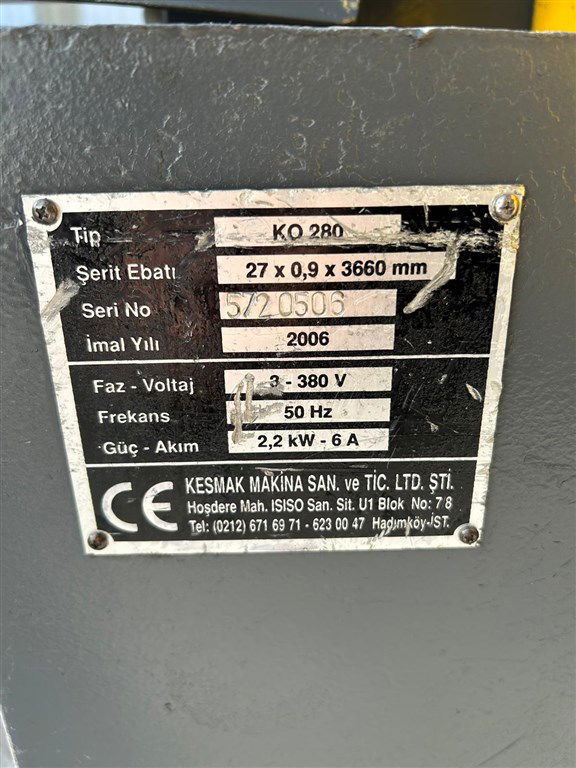 Tip KO 280
Şerit Ebatı 27 x 0,9 x 3660 mm
Seri No 5/20506
İmal Yılı 2006
Faz - Voltaj 3 - 380 V
Frekans 50 Hz
Güç - Akım 2,2 kW - 6 A
CE KESMAK MAKİNA SAN. ve TİC. LTD. ŞTİ.
Hoşdere Mah. ISISO San. Sit. U1 Blok No: 7 8
Tel: (0212) 671 69 71 - 623 00 47 Hadımköy-İST.